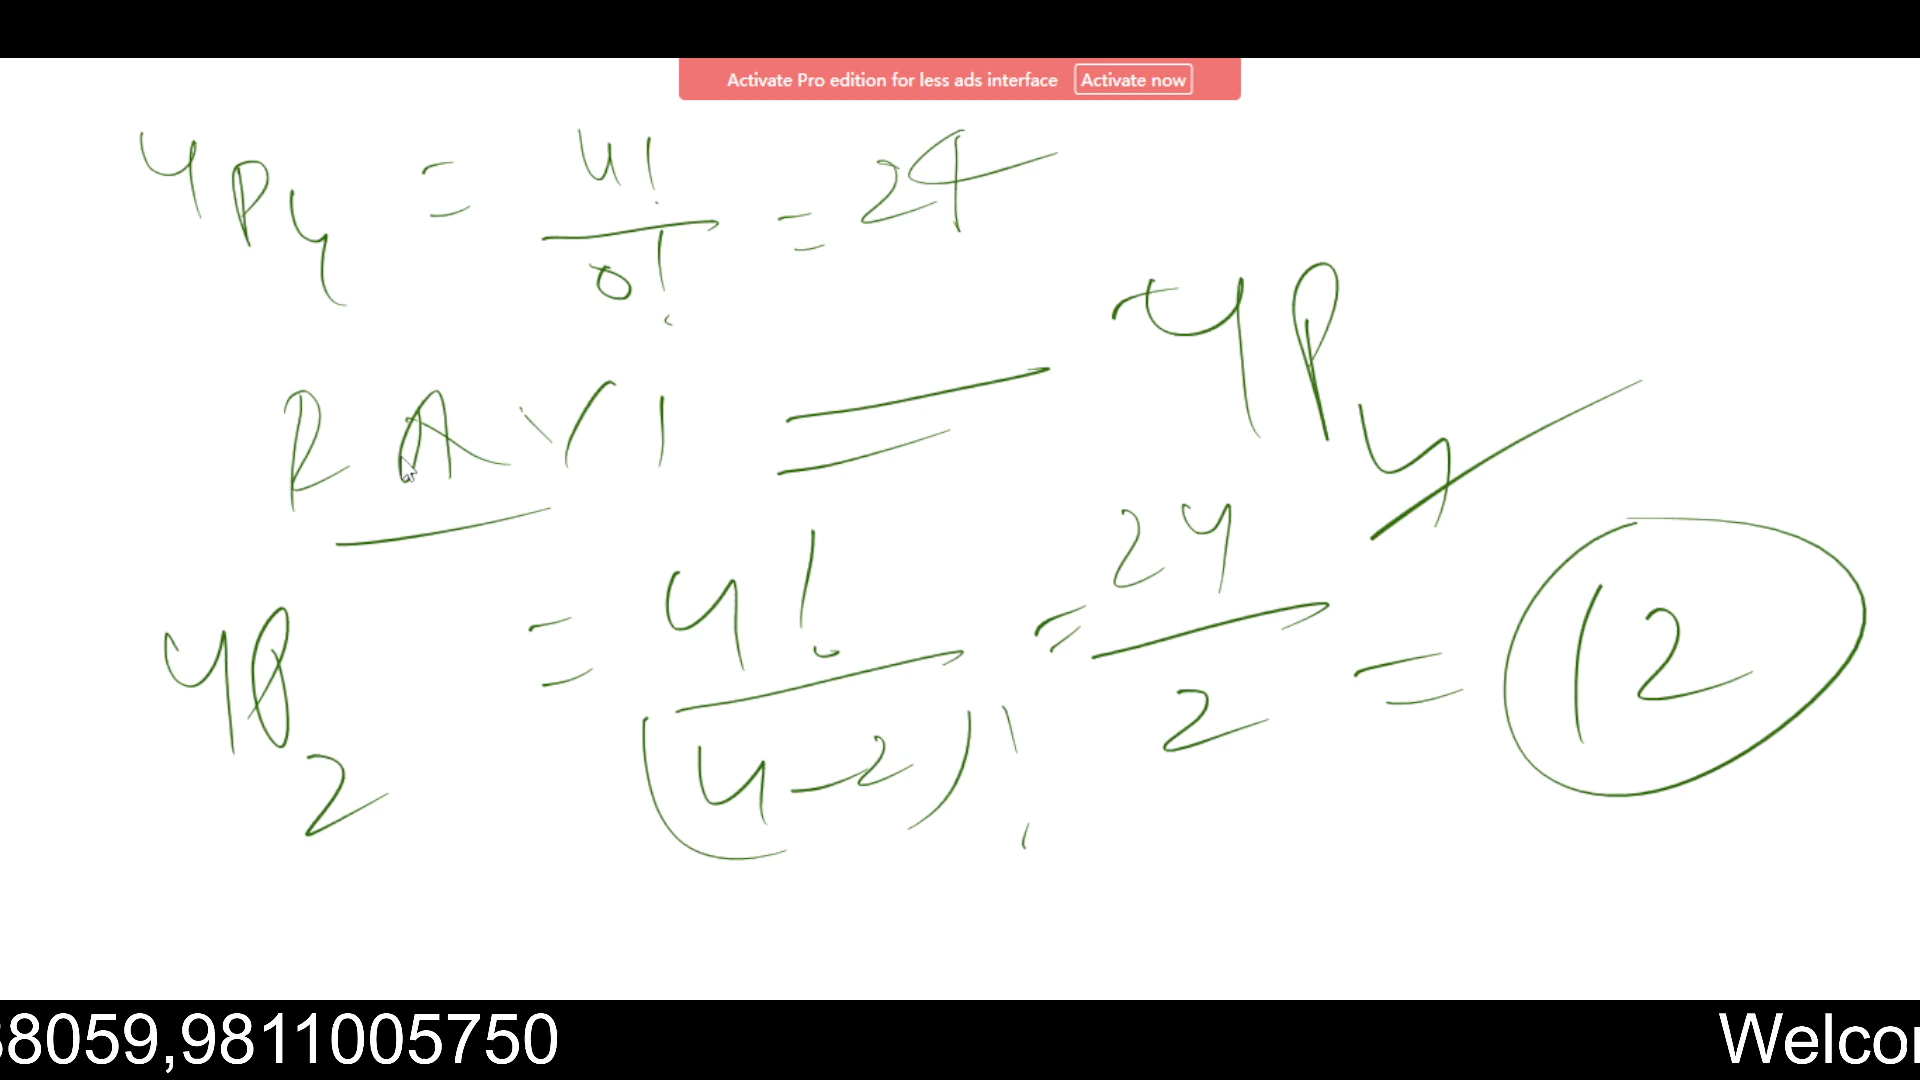 Activate Pro edition for less ads interface Activate now
4P4 = 4!/0! = 24
RAVI = 4P4
4P2 = 4!/(4-2)! = 24/2 = 12
8059,9811005750
Welco